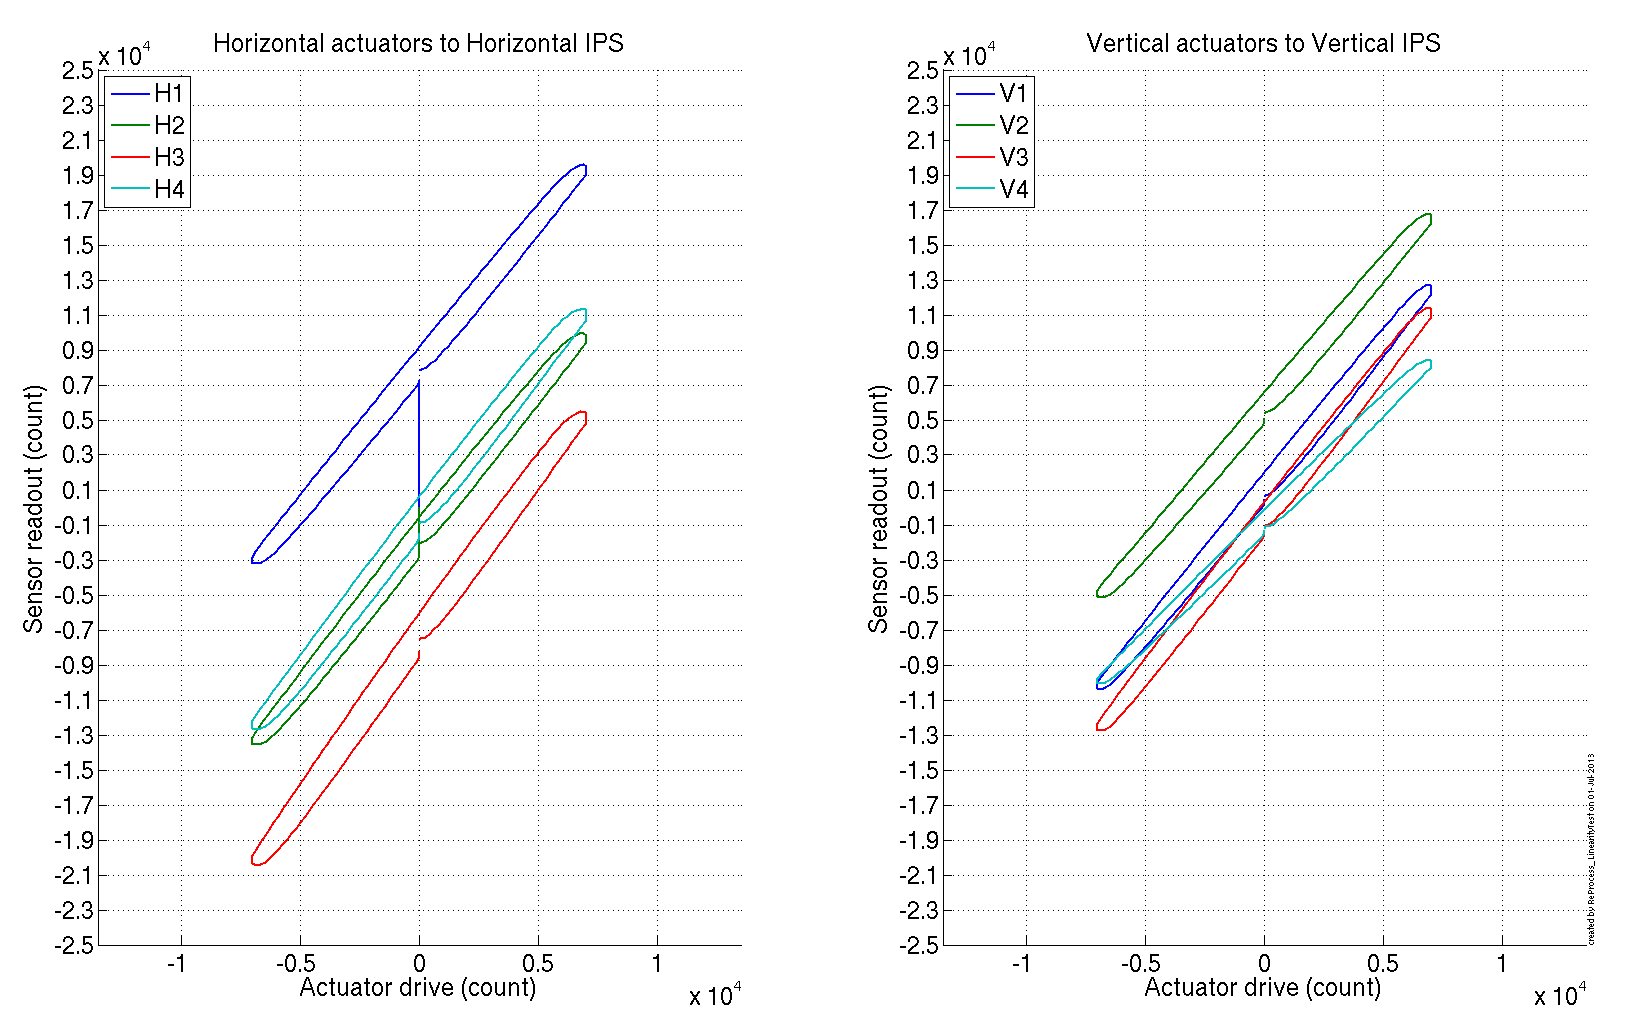 Horizontal actuators to Horizontal IPS
x 10^4
2.5
2.3
2.1
1.9
1.7
1.5
1.3
1.1
0.9
0.7
0.5
0.3
0.1
-0.1
-0.3
-0.5
-0.7
-0.9
-1.1
-1.3
-1.5
-1.7
-1.9
-2.1
-2.3
-2.5
H1
H2
H3
H4
Sensor readout (count)
-1 -0.5 0 0.5 1
Actuator drive (count)
x 10^4
Vertical actuators to Vertical IPS
x 10^4
2.5
2.3
2.1
1.9
1.7
1.5
1.3
1.1
0.9
0.7
0.5
0.3
0.1
-0.1
-0.3
-0.5
-0.7
-0.9
-1.1
-1.3
-1.5
-1.7
-1.9
-2.1
-2.3
-2.5
V1
V2
V3
V4
Sensor readout (count)
-1 -0.5 0 0.5 1
Actuator drive (count)
x 10^4
created by ReProcess_LinearityTest on 01-Jul-2013